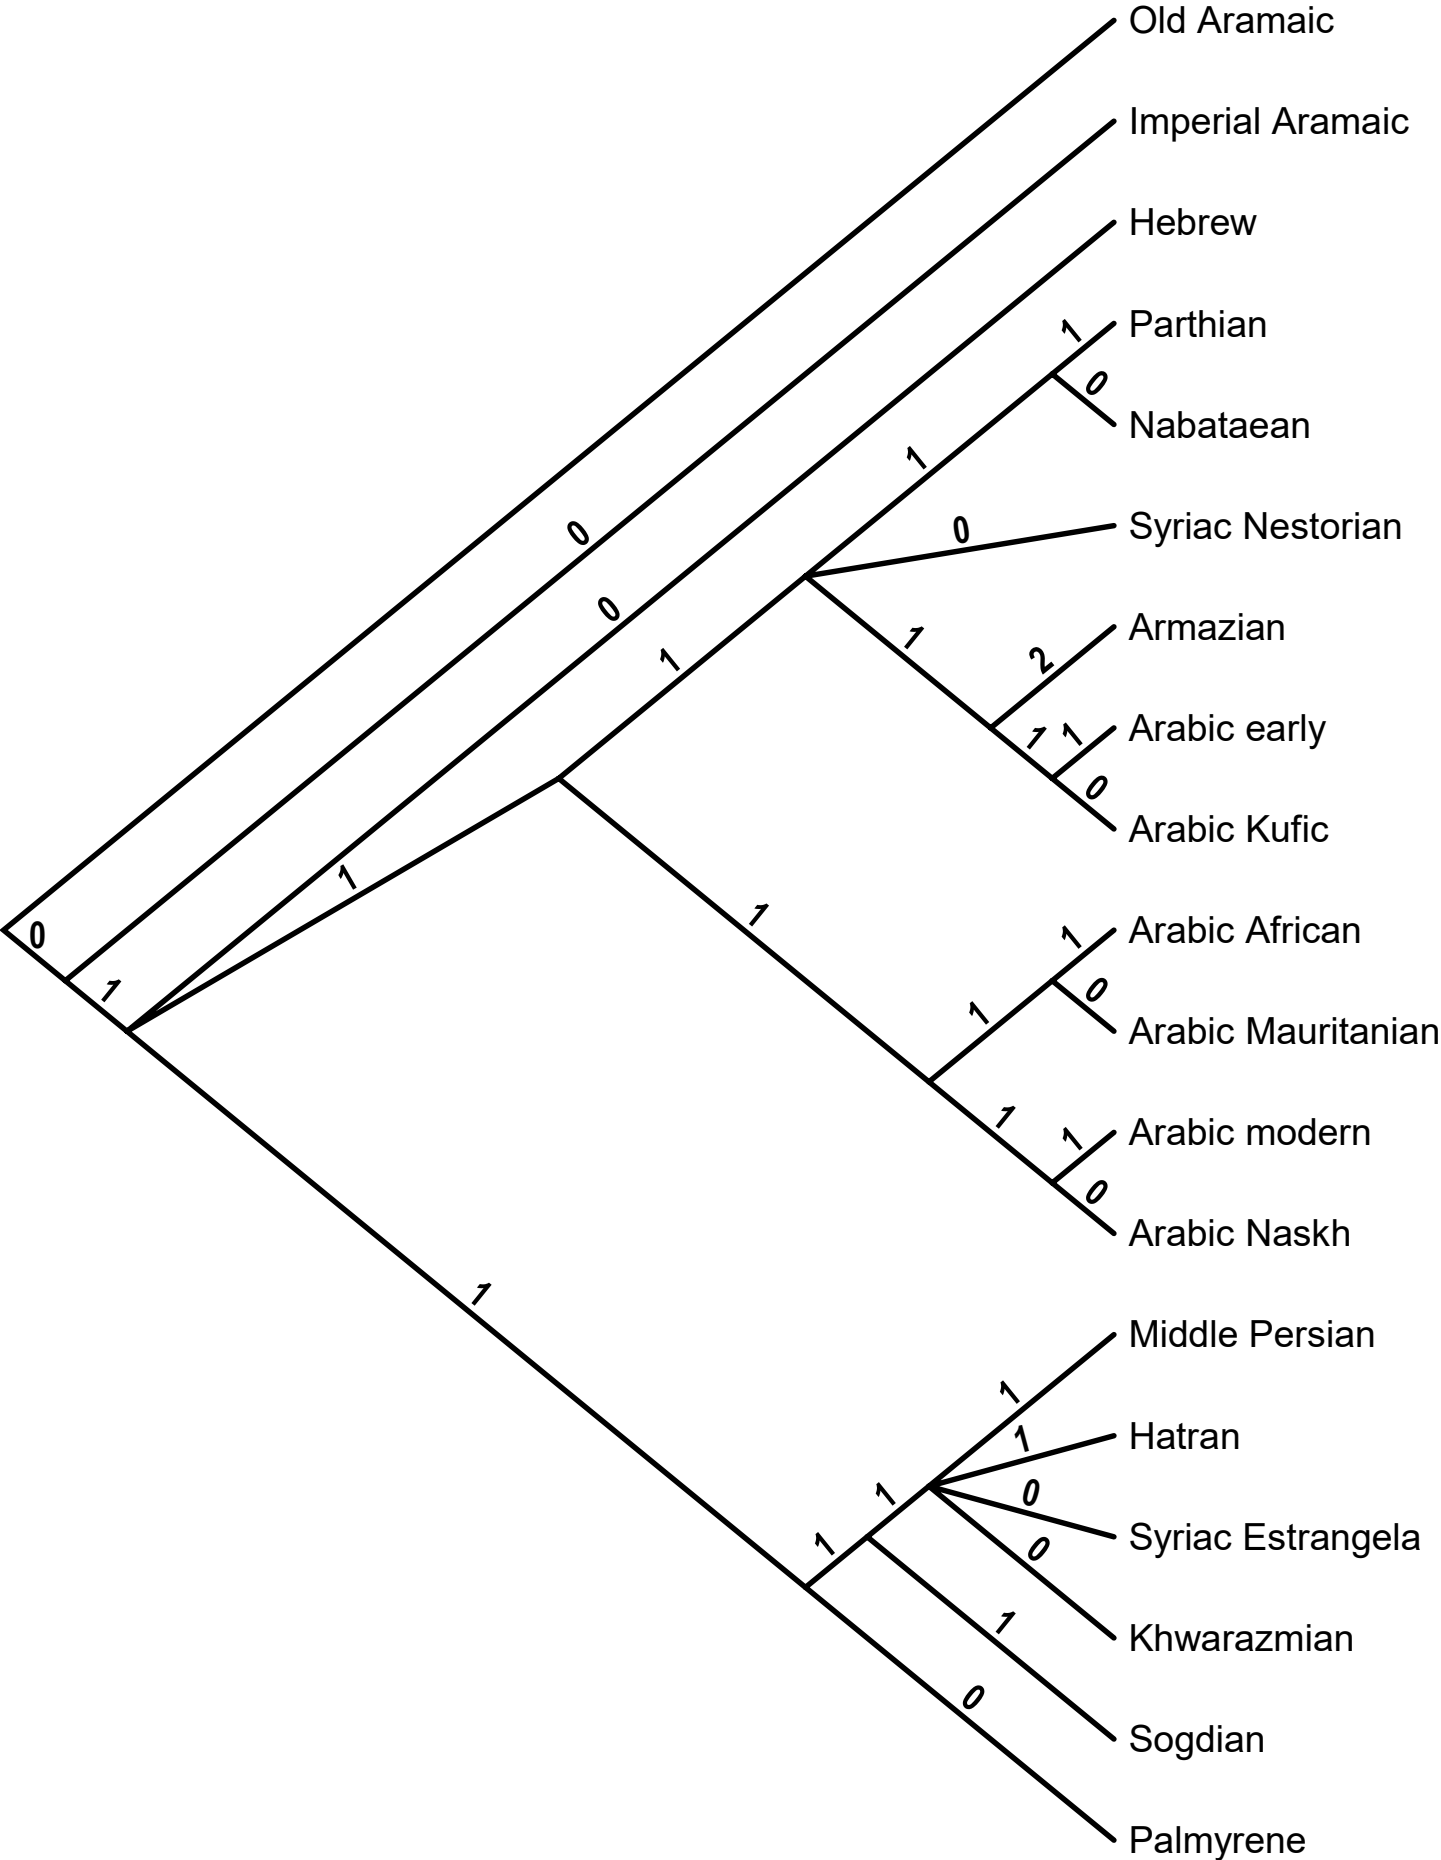 Old Aramaic
Imperial Aramaic
Hebrew
1 Parthian
0
Nabataean
1
0 Syriac Nestorian
0
0
1
1
2 Armazian
1 1 Arabic early
0
Arabic Kufic
1
1
0
1 Arabic African
1
0
1 Arabic Mauritanian
1
1 Arabic modern
0
Arabic Naskh
1
Middle Persian
1
1 Hatran
1
0
1
0 Syriac Estrangela
1 Khwarazmian
0
Sogdian
Palmyrene